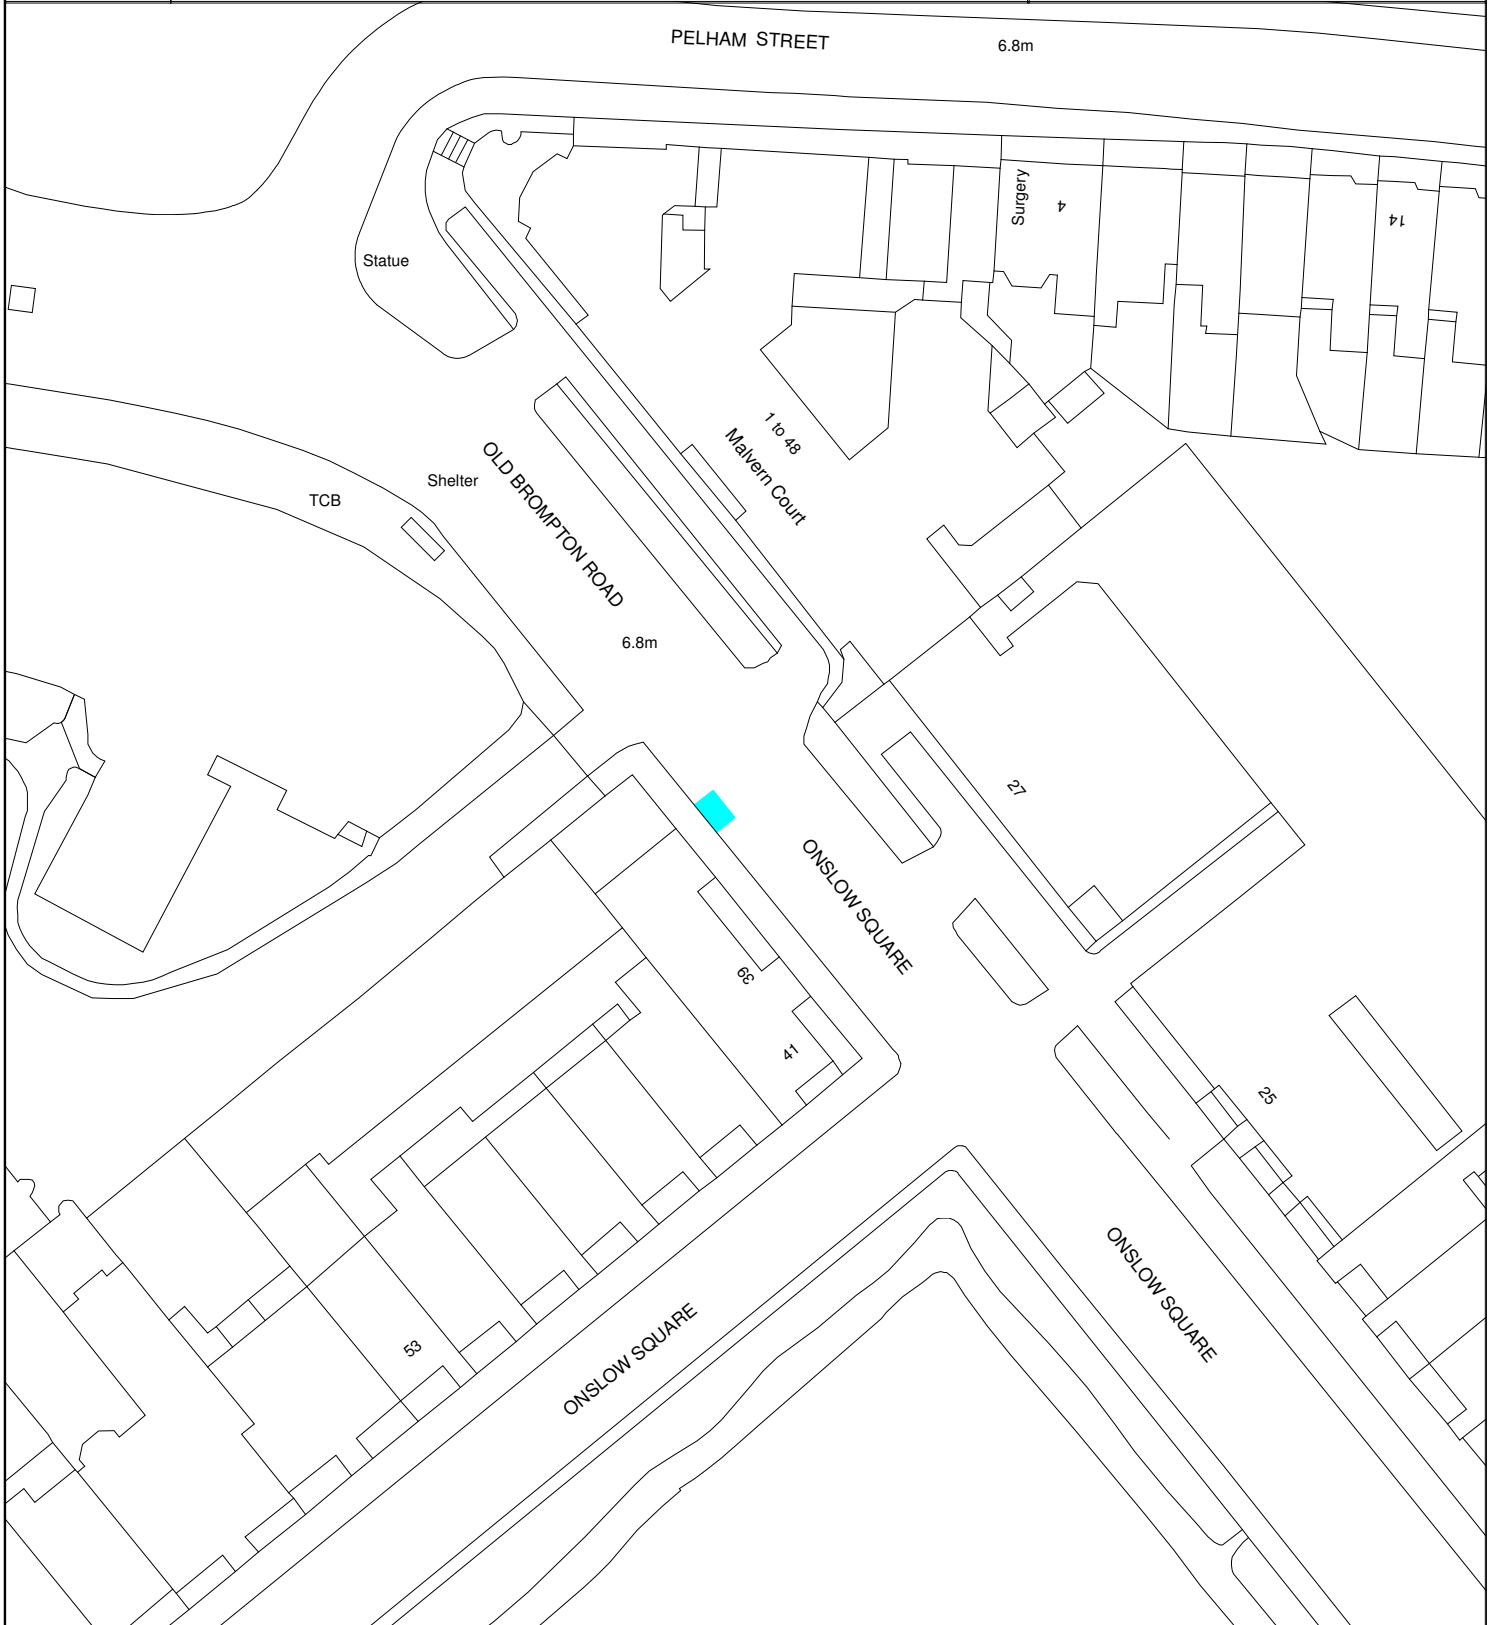 PELHAM STREET
6.8m
Surgery
4
14
Statue
1 to 48
Malvern Court
OLD BROMPTON ROAD
Shelter
TCB
6.8m
27
ONSLOW SQUARE
39
41
25
ONSLOW SQUARE
ONSLOW SQUARE
53